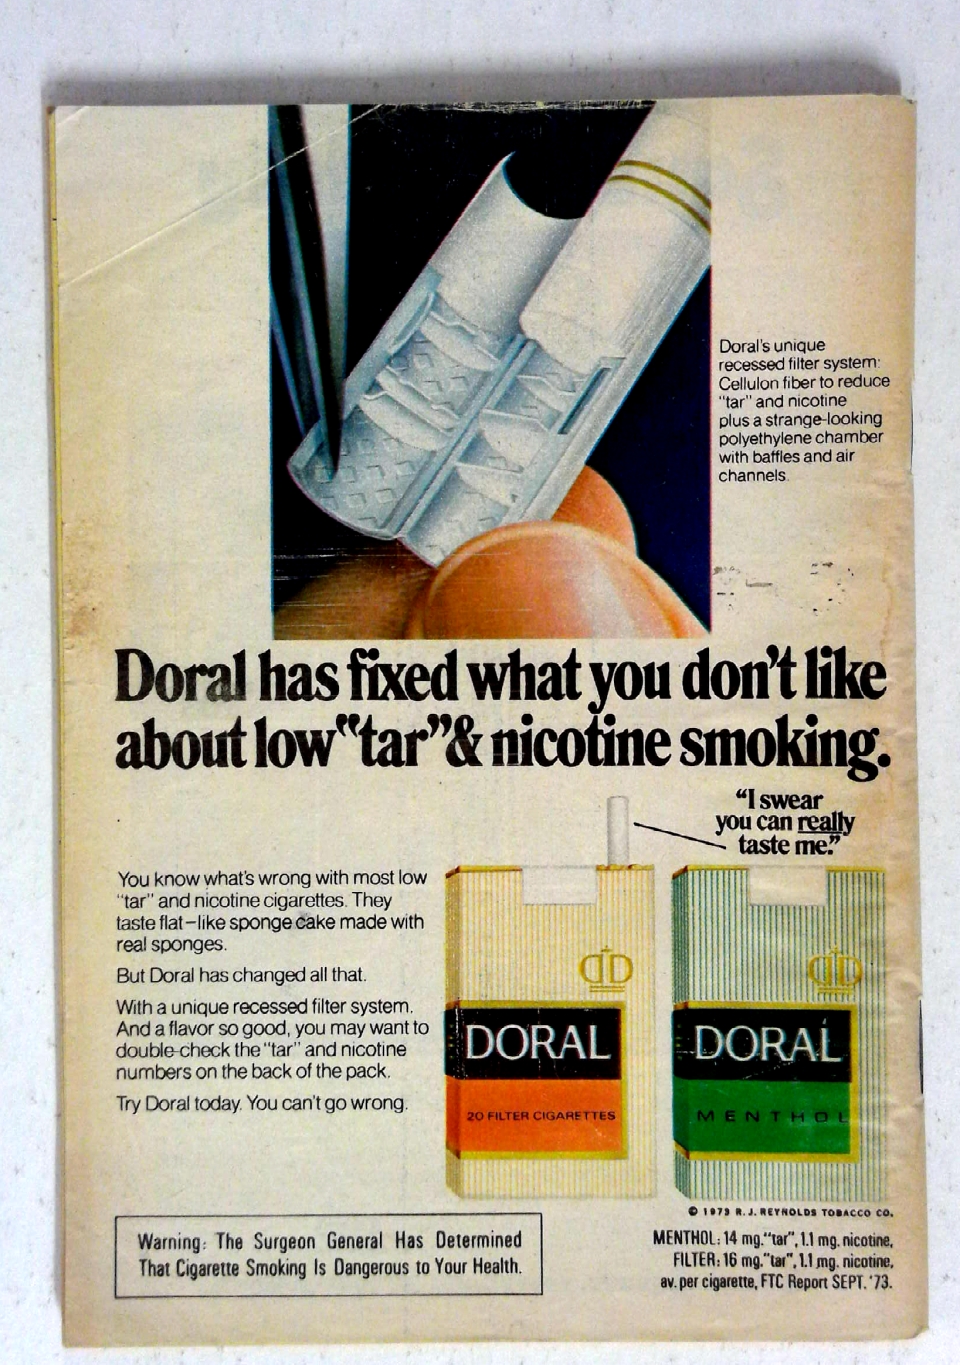 Doral's unique
recessed filter system:
Cellulon fiber to reduce
"tar" and nicotine
plus a strange-looking
polyethylene chamber
with baffles and air
channels.
Doral has fixed what you don't like
about low "tar" & nicotine smoking.
"I swear
you can really
taste me."
You know what's wrong with most low
"tar" and nicotine cigarettes. They
taste flat–like sponge cake made with
real sponges.
But Doral has changed all that.
With a unique recessed filter system.
And a flavor so good, you may want to
double-check the "tar" and nicotine
numbers on the back of the pack.
Try Doral today. You can't go wrong.
DORAL
20 FILTER CIGARETTES
DORAL
MENTHOL
© 1973 R. J. REYNOLDS TOBACCO CO.
Warning: The Surgeon General Has Determined
That Cigarette Smoking Is Dangerous to Your Health.
MENTHOL: 14 mg. "tar", 1.1 mg. nicotine,
FILTER: 16 mg. "tar", 1.1 mg. nicotine,
av. per cigarette, FTC Report SEPT. '73.